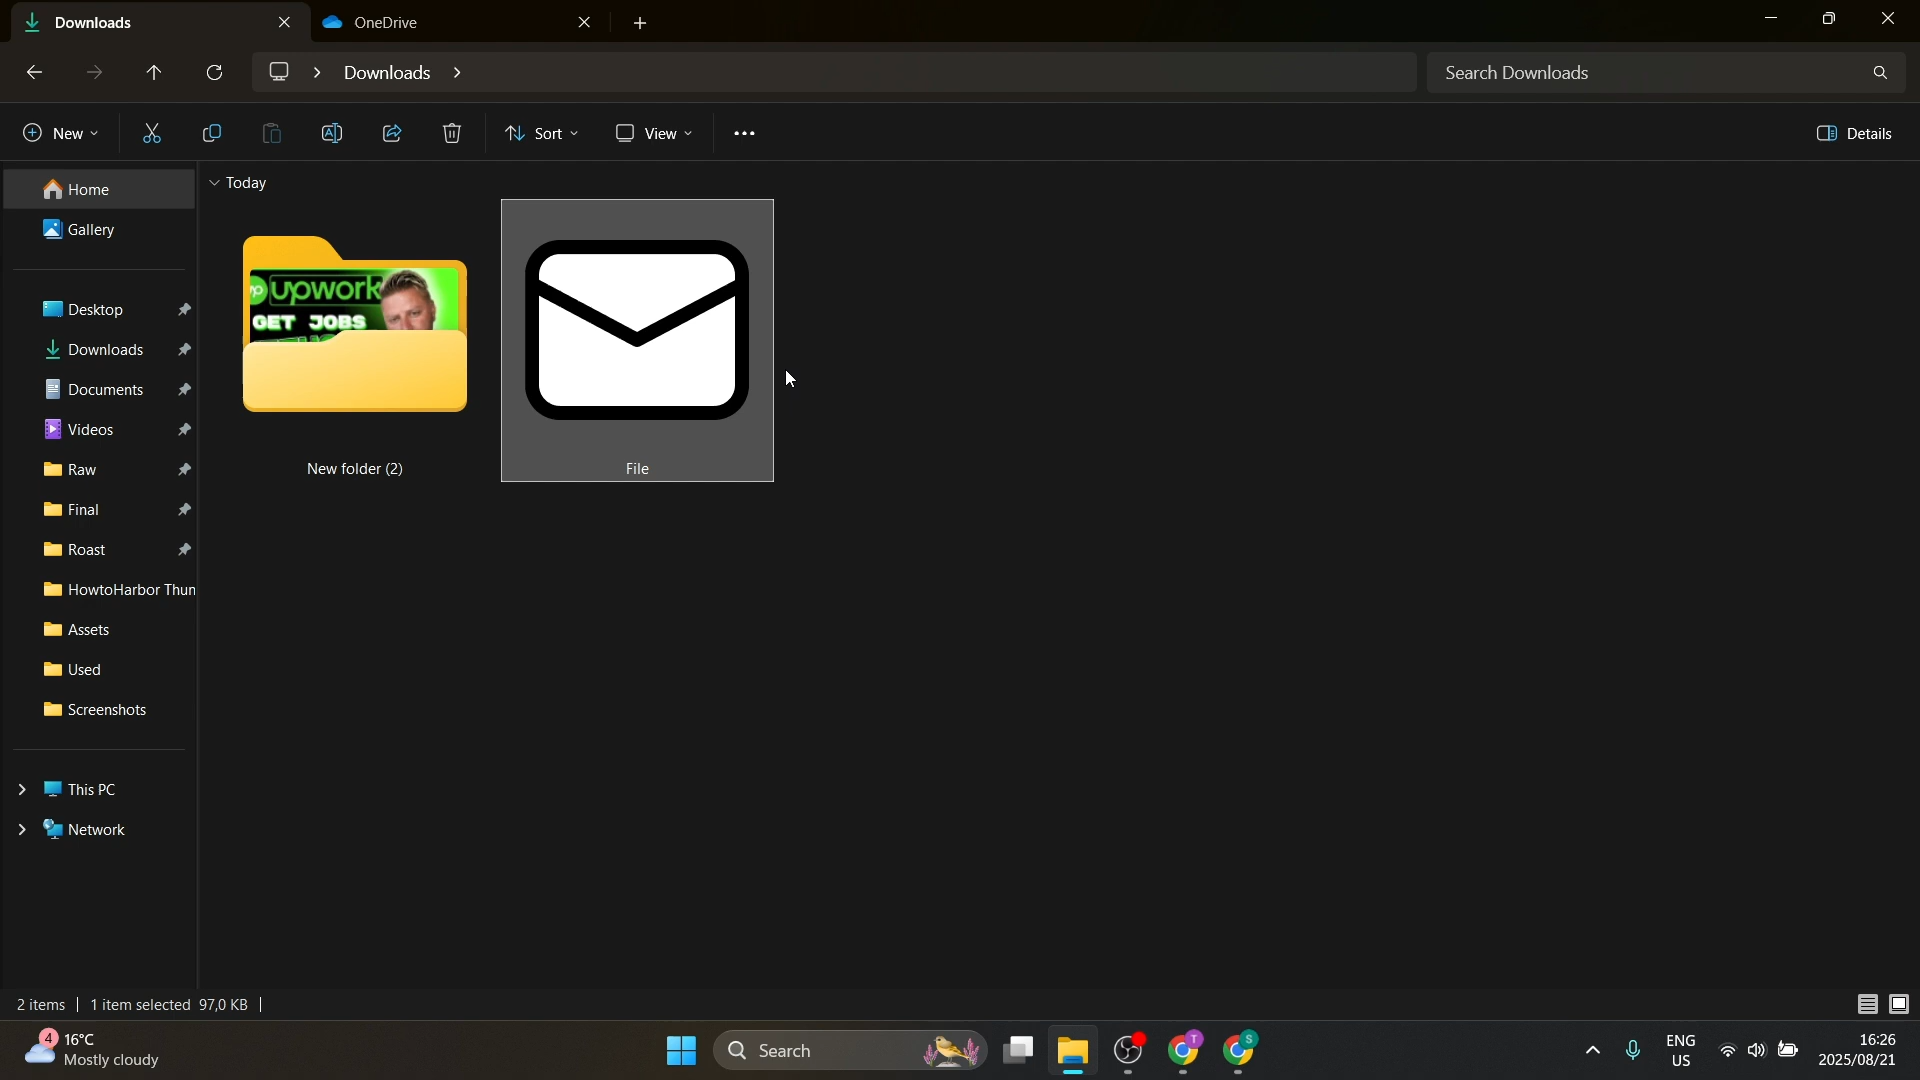 Downloads
OneDrive
Downloads
Search Downloads
New
Sort
View
Details
Home
Gallery
Desktop
Downloads
Documents
Videos
Raw
Final
Roast
HowtoHarbor Thun
Assets
Used
Screenshots
This PC
Network
Today
upwork
GET JOBS
New folder (2)
File
2 items
1 item selected 97,0 KB
4
16°C
Mostly cloudy
Search
T
S
ENG
US
16:26
2025/08/21